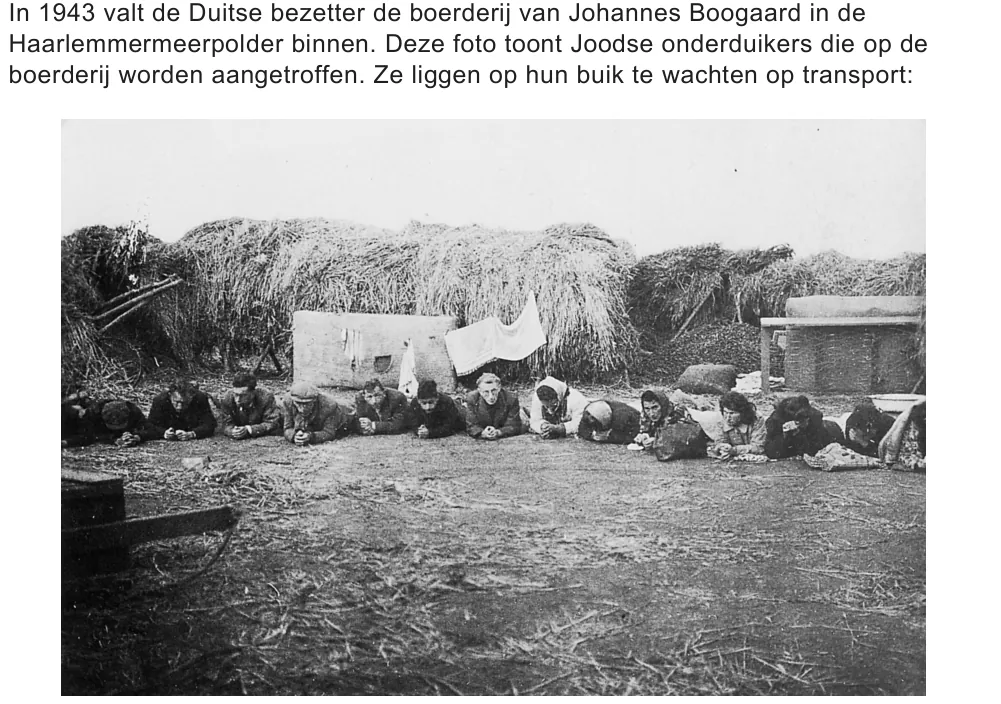 In 1943 valt de Duitse bezetter de boerderij van Johannes Boogaard in de
Haarlemmermeerpolder binnen. Deze foto toont Joodse onderduikers die op de
boerderij worden aangetroffen. Ze liggen op hun buik te wachten op transport: